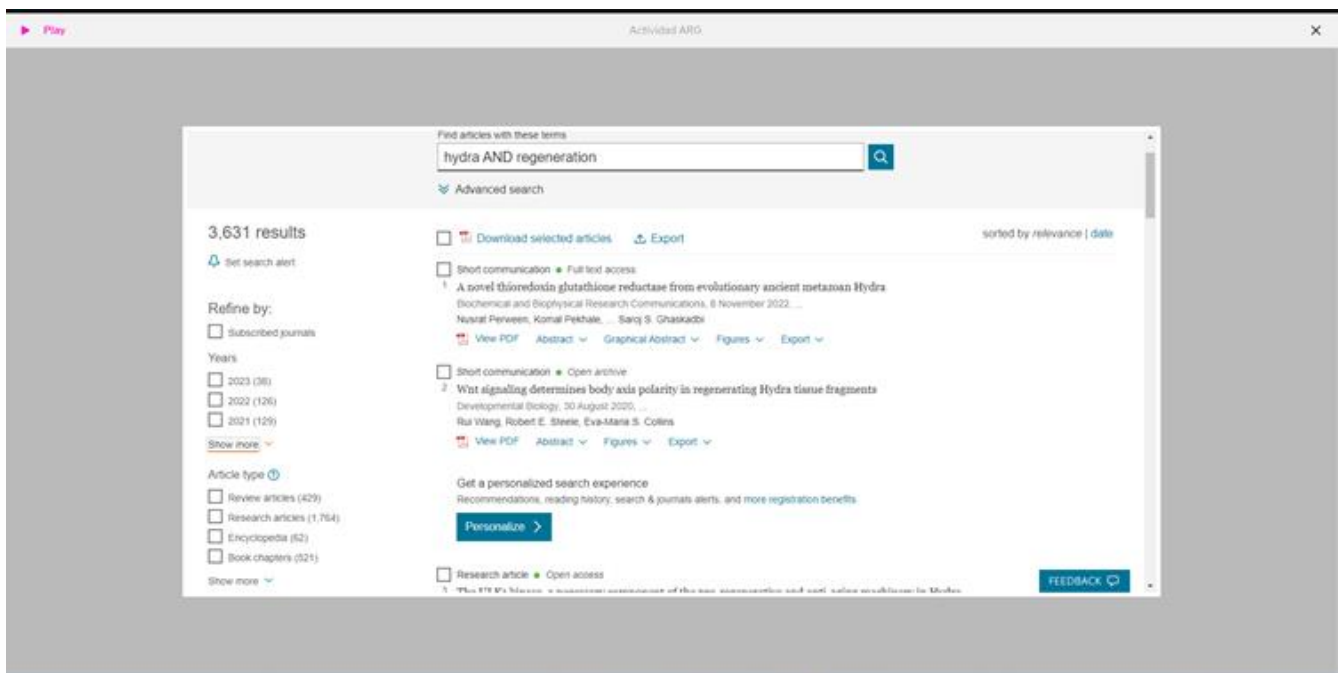 Play
Actividad ARG
Find articles with these terms
hydra AND regeneration
Advanced search
3,631 results
Set search alert
Refine by:
Subscribed journals
Years
2023 (38)
2022 (126)
2021 (129)
Show more
Article type
Review articles (429)
Research articles (1,764)
Encyclopedia (62)
Book chapters (521)
Show more
Download selected articles Export
sorted by relevance | date
Short communication Full text access
1 A novel thioredoxin glutathione reductase from evolutionary ancient metazoan Hydra
Biochemical and Biophysical Research Communications, 6 November 2022, ...
Nusrat Perween, Komal Pekhale, ... Saroj S. Ghaskadbi
View PDF Abstract Graphical Abstract Figures Export
Short communication Open archive
2 Wnt signaling determines body axis polarity in regenerating Hydra tissue fragments
Developmental Biology, 30 August 2020, ...
Rui Wang, Robert E. Steele, Eva-Maria S. Collins
View PDF Abstract Figures Export
Get a personalized search experience
Recommendations, reading history, search & journals alerts, and more registration benefits
Personalize
Research article Open access
FEEDBACK